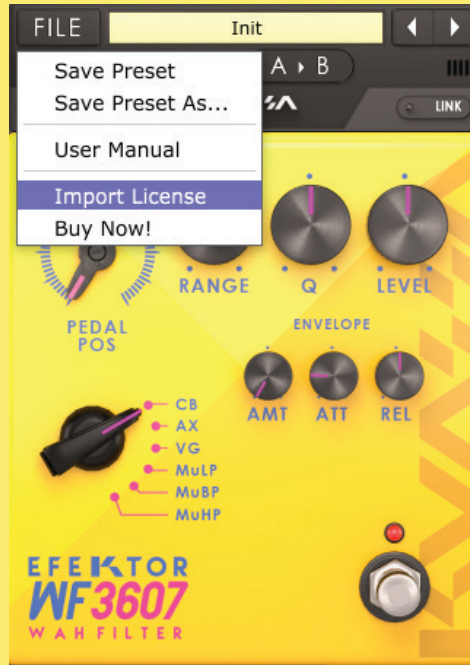 FILE
Init
Save Preset
A ▸ B
Save Preset As...
LINK
User Manual
Import License
Buy Now!
RANGE
Q
LEVEL
PEDAL
POS
ENVELOPE
AMT
ATT
REL
CB
AX
VG
MuLP
MuBP
MuHP
EFEKTOR
WF3607
WAH FILTER